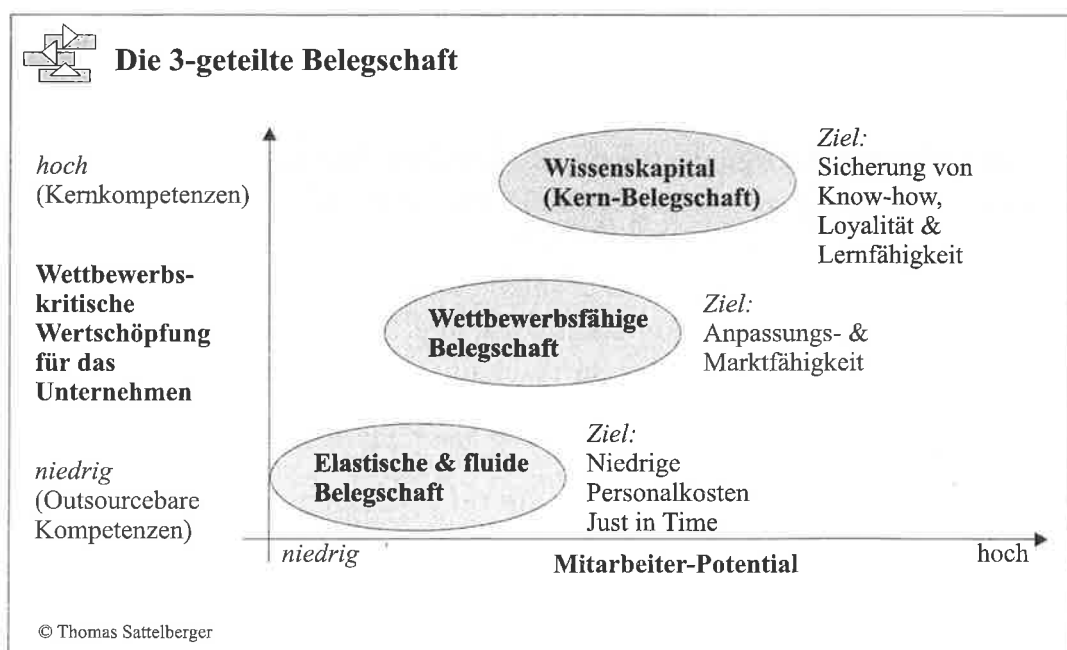 Die 3-geteilte Belegschaft
hoch
(Kernkompetenzen)
Wettbewerbs-
kritische
Wertschöpfung
für das
Unternehmen
niedrig
(Outsourcebare
Kompetenzen)
Wissenskapital
(Kern-Belegschaft)
Ziel:
Sicherung von
Know-how,
Loyalität &
Lernfähigkeit
Wettbewerbsfähige
Belegschaft
Ziel:
Anpassungs- &
Marktfähigkeit
Elastische & fluide
Belegschaft
Ziel:
Niedrige
Personalkosten
Just in Time
niedrig
Mitarbeiter-Potential
hoch
© Thomas Sattelberger